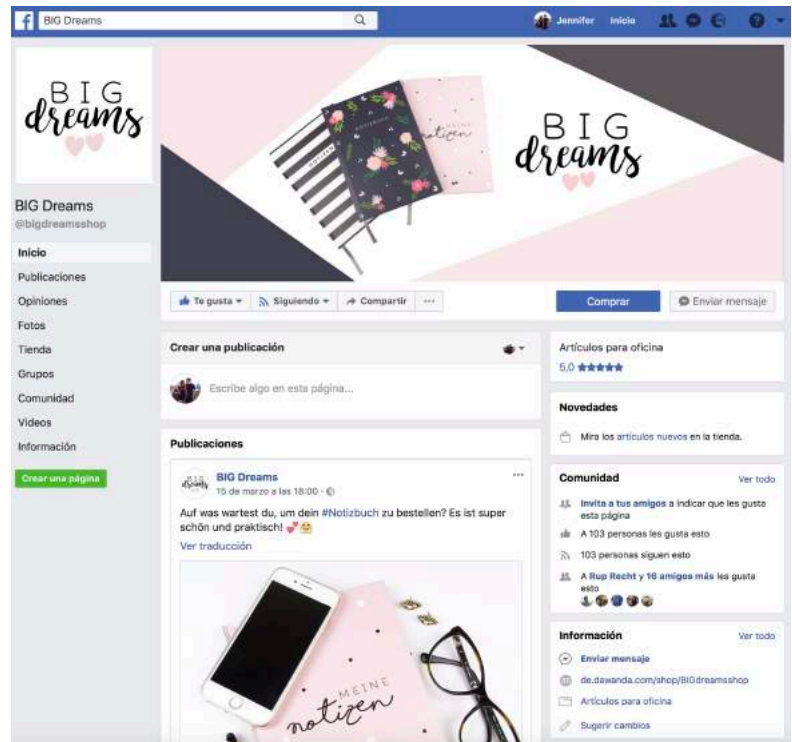 BIG Dreams
Jennifer Inicio
BIG
dreams
BIG Dreams
@bigdreamsshop
Inicio
Publicaciones
Opiniones
Fotos
Tienda
Grupos
Comunidad
Videos
Información
Crear una página
NOTIZEN
NOTIZBUCH
MEINE
notizen
BIG
dreams
Te gusta Siguiendo Compartir ...
Comprar Enviar mensaje
Crear una publicación
Escribe algo en esta página...
Publicaciones
BIG dreams
BIG Dreams
15 de marzo a las 18:00 ·
Auf was wartest du, um dein #Notizbuch zu bestellen? Es ist super
schön und praktisch!
Ver traducción
MEINE
notizen
Artículos para oficina
5,0 ★★★★★
Novedades
Mira los artículos nuevos en la tienda.
Comunidad Ver todo
Invita a tus amigos a indicar que les gusta
esta página
A 103 personas les gusta esto
103 personas siguen esto
A Rup Recht y 16 amigos más les gusta
esto
Información Ver todo
Enviar mensaje
de.dawanda.com/shop/BIGdreamsshop
Artículos para oficina
Sugerir cambios